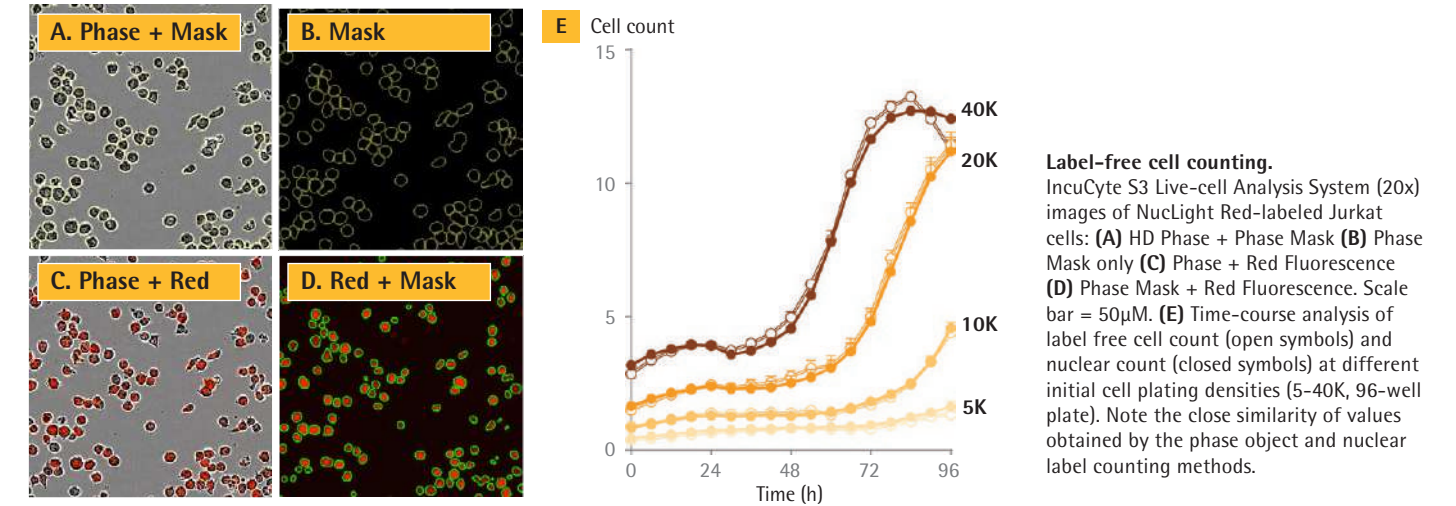 A. Phase + Mask
B. Mask
C. Phase + Red
D. Red + Mask
E Cell count
15
10
5
0
0 24 48 72 96
Time (h)
40K
20K
10K
5K
Label-free cell counting.
IncuCyte S3 Live-cell Analysis System (20x)
images of NucLight Red-labeled Jurkat
cells: (A) HD Phase + Phase Mask (B) Phase
Mask only (C) Phase + Red Fluorescence
(D) Phase Mask + Red Fluorescence. Scale
bar = 50µM. (E) Time-course analysis of
label free cell count (open symbols) and
nuclear count (closed symbols) at different
initial cell plating densities (5-40K, 96-well
plate). Note the close similarity of values
obtained by the phase object and nuclear
label counting methods.